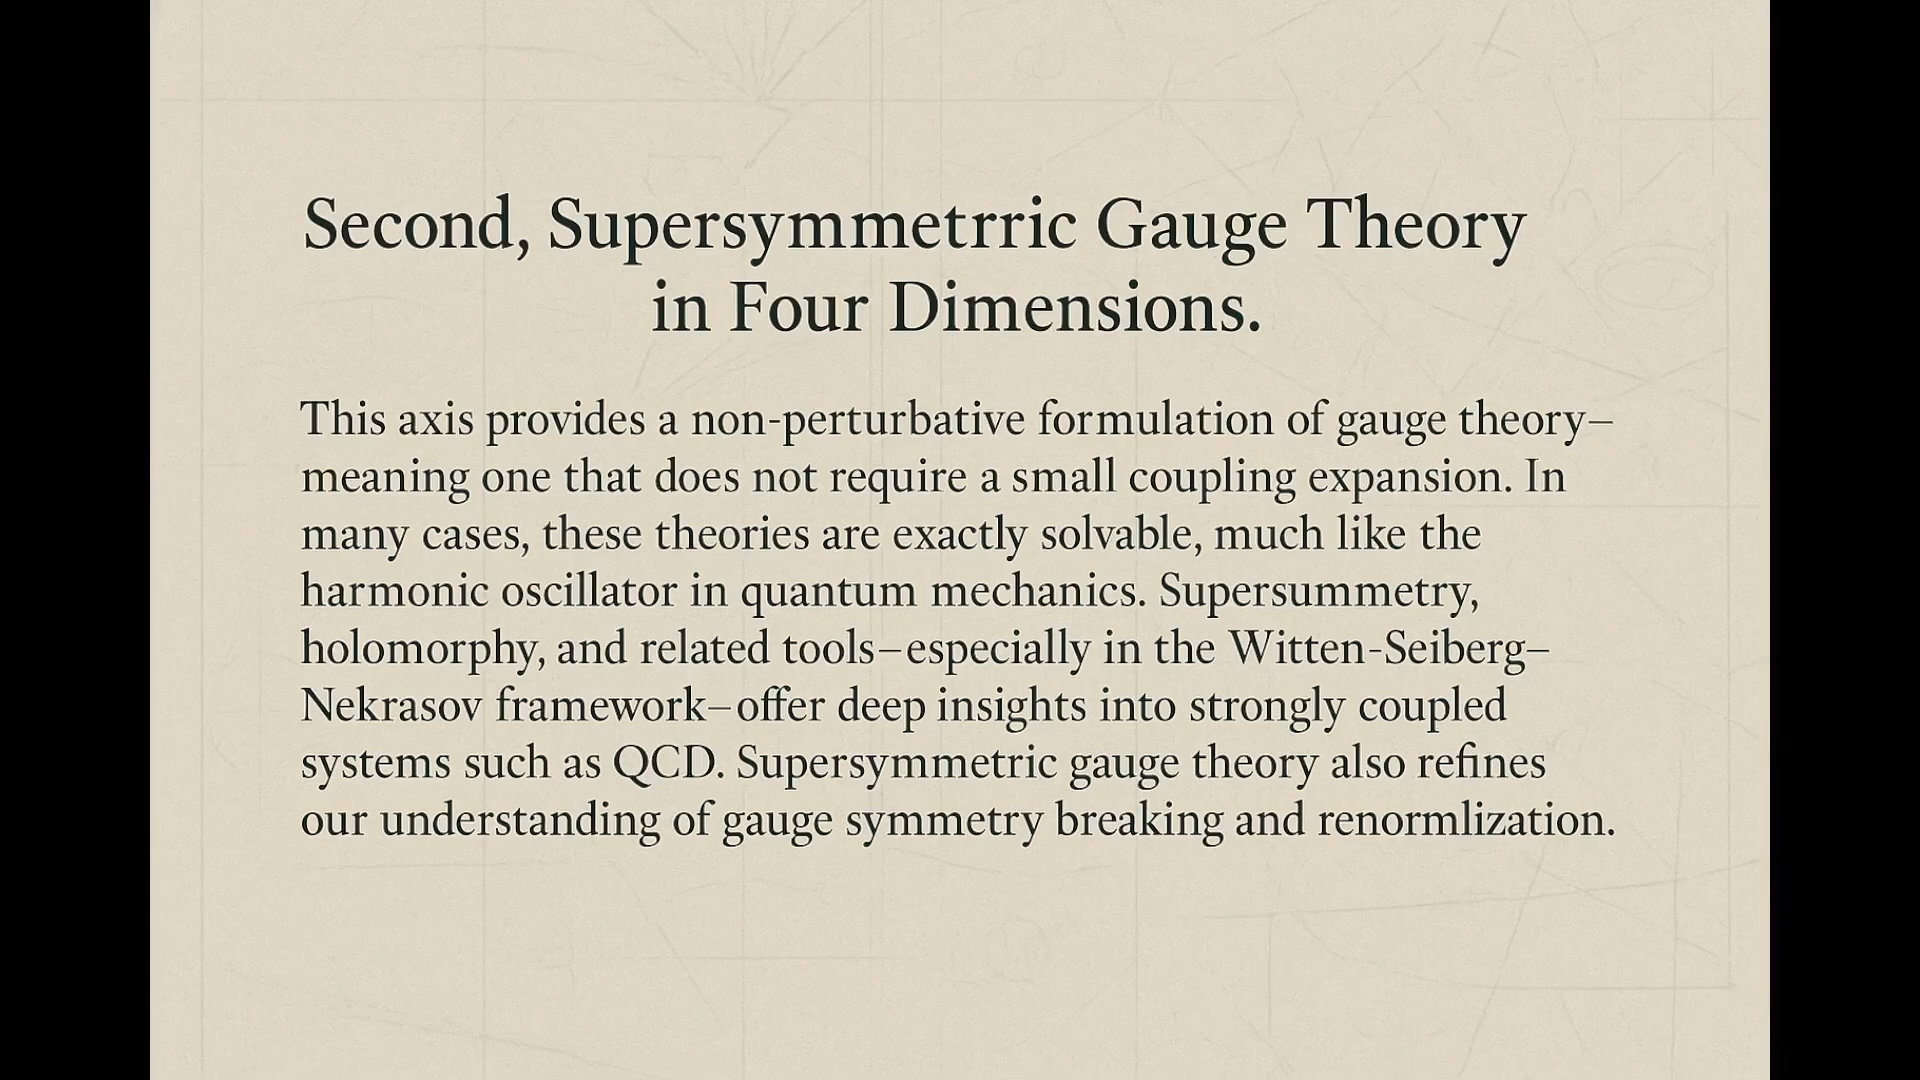 Second, Supersymmetrric Gauge Theory
in Four Dimensions.
This axis provides a non-perturbative formulation of gauge theory–
meaning one that does not require a small coupling expansion. In
many cases, these theories are exactly solvable, much like the
harmonic oscillator in quantum mechanics. Supersummetry,
holomorphy, and related tools–especially in the Witten-Seiberg–
Nekrasov framework–offer deep insights into strongly coupled
systems such as QCD. Supersymmetric gauge theory also refines
our understanding of gauge symmetry breaking and renormlization.